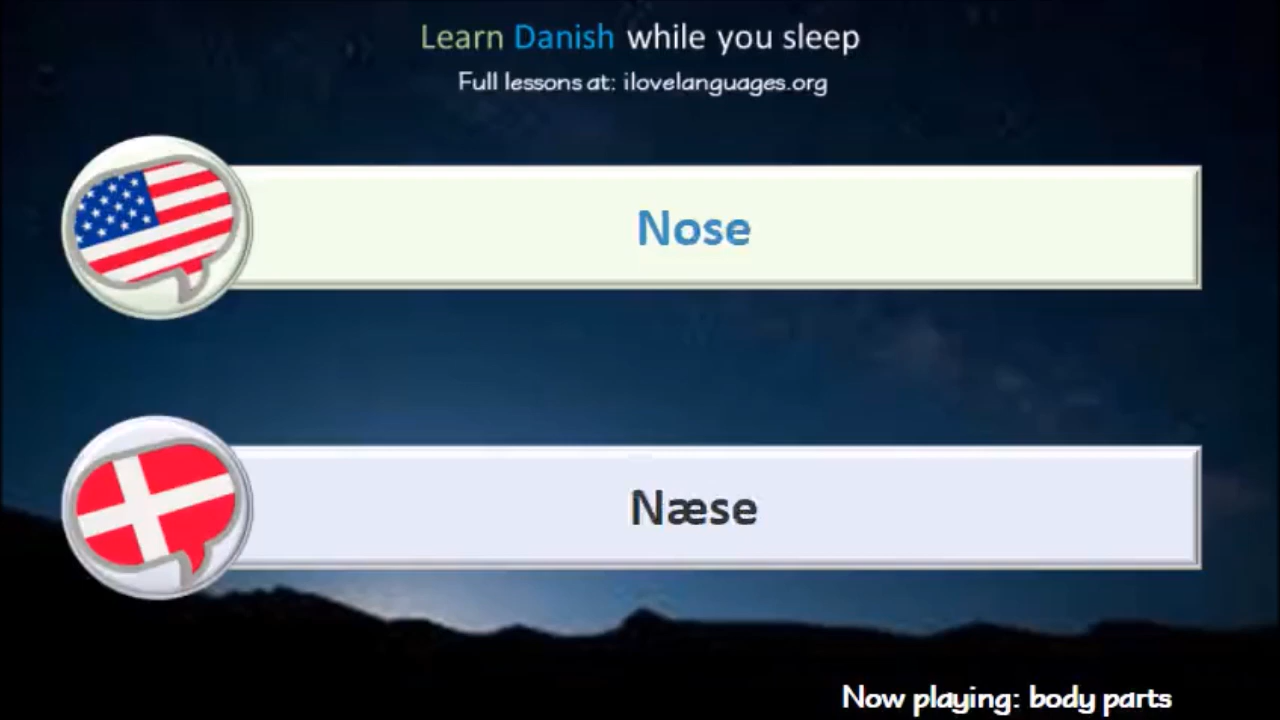 Learn Danish while you sleep
Full lessons at: ilovelanguages.org
Nose
Næse
Now playing: body parts